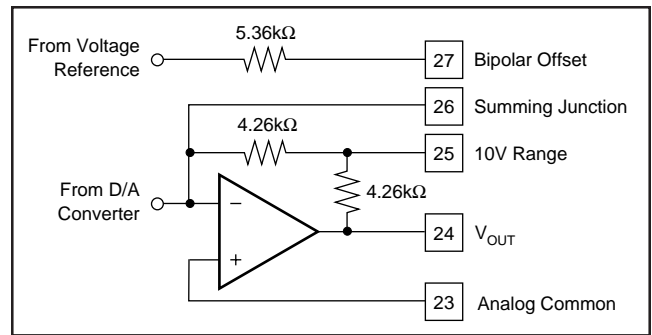 From Voltage
Reference
5.36kΩ
27 Bipolar Offset
26 Summing Junction
4.26kΩ
25 10V Range
From D/A
Converter
4.26kΩ
−
24 VOUT
+
23 Analog Common